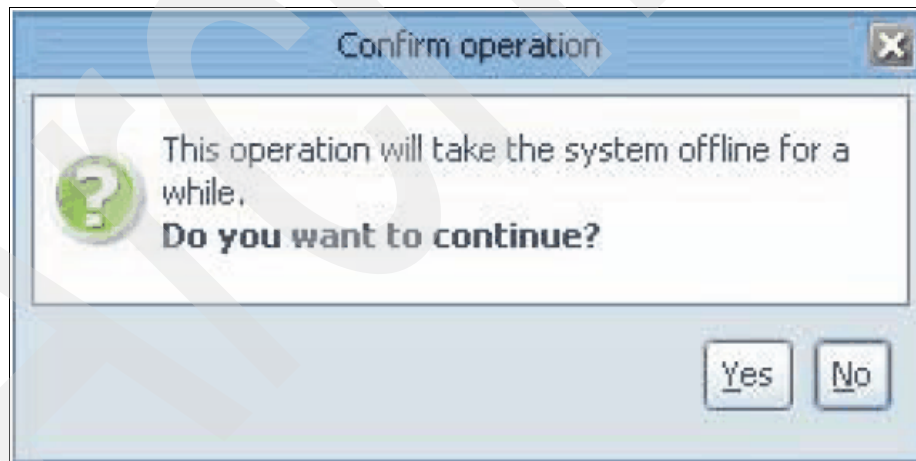 Confirm operation
This operation will take the system offline for a
while.
Do you want to continue?
Yes
No